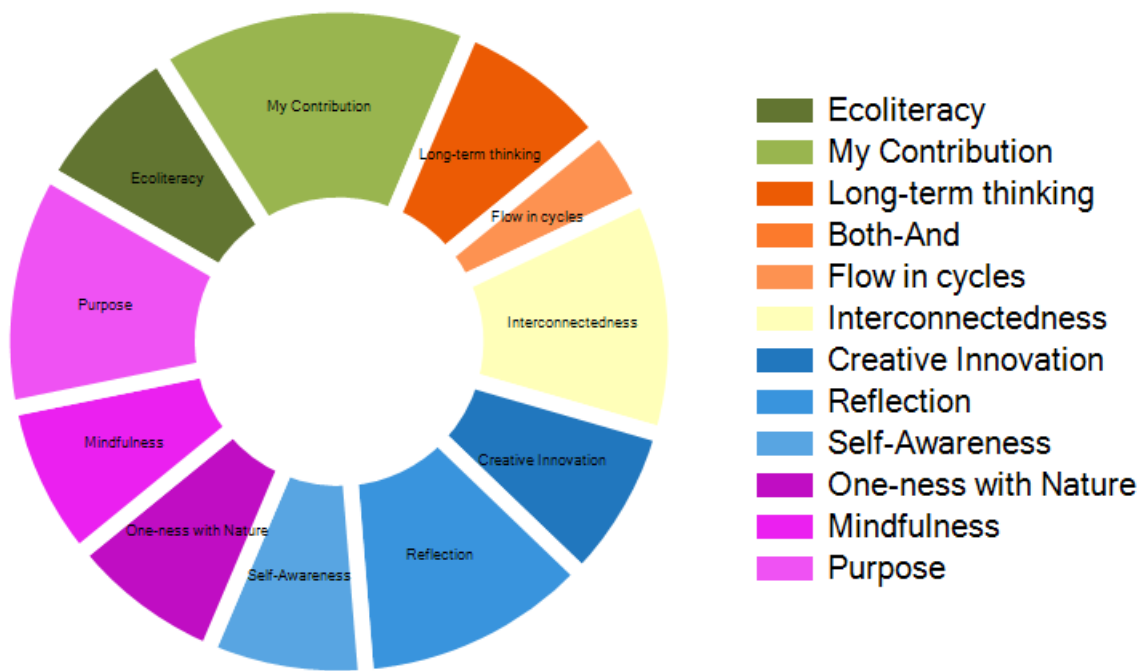 My Contribution
Long-term thinking
Ecoliteracy
Flow in cycles
Purpose
Interconnectedness
Mindfulness
Creative Innovation
One-ness with Nature
Reflection
Self-Awareness
Ecoliteracy
My Contribution
Long-term thinking
Both-And
Flow in cycles
Interconnectedness
Creative Innovation
Reflection
Self-Awareness
One-ness with Nature
Mindfulness
Purpose